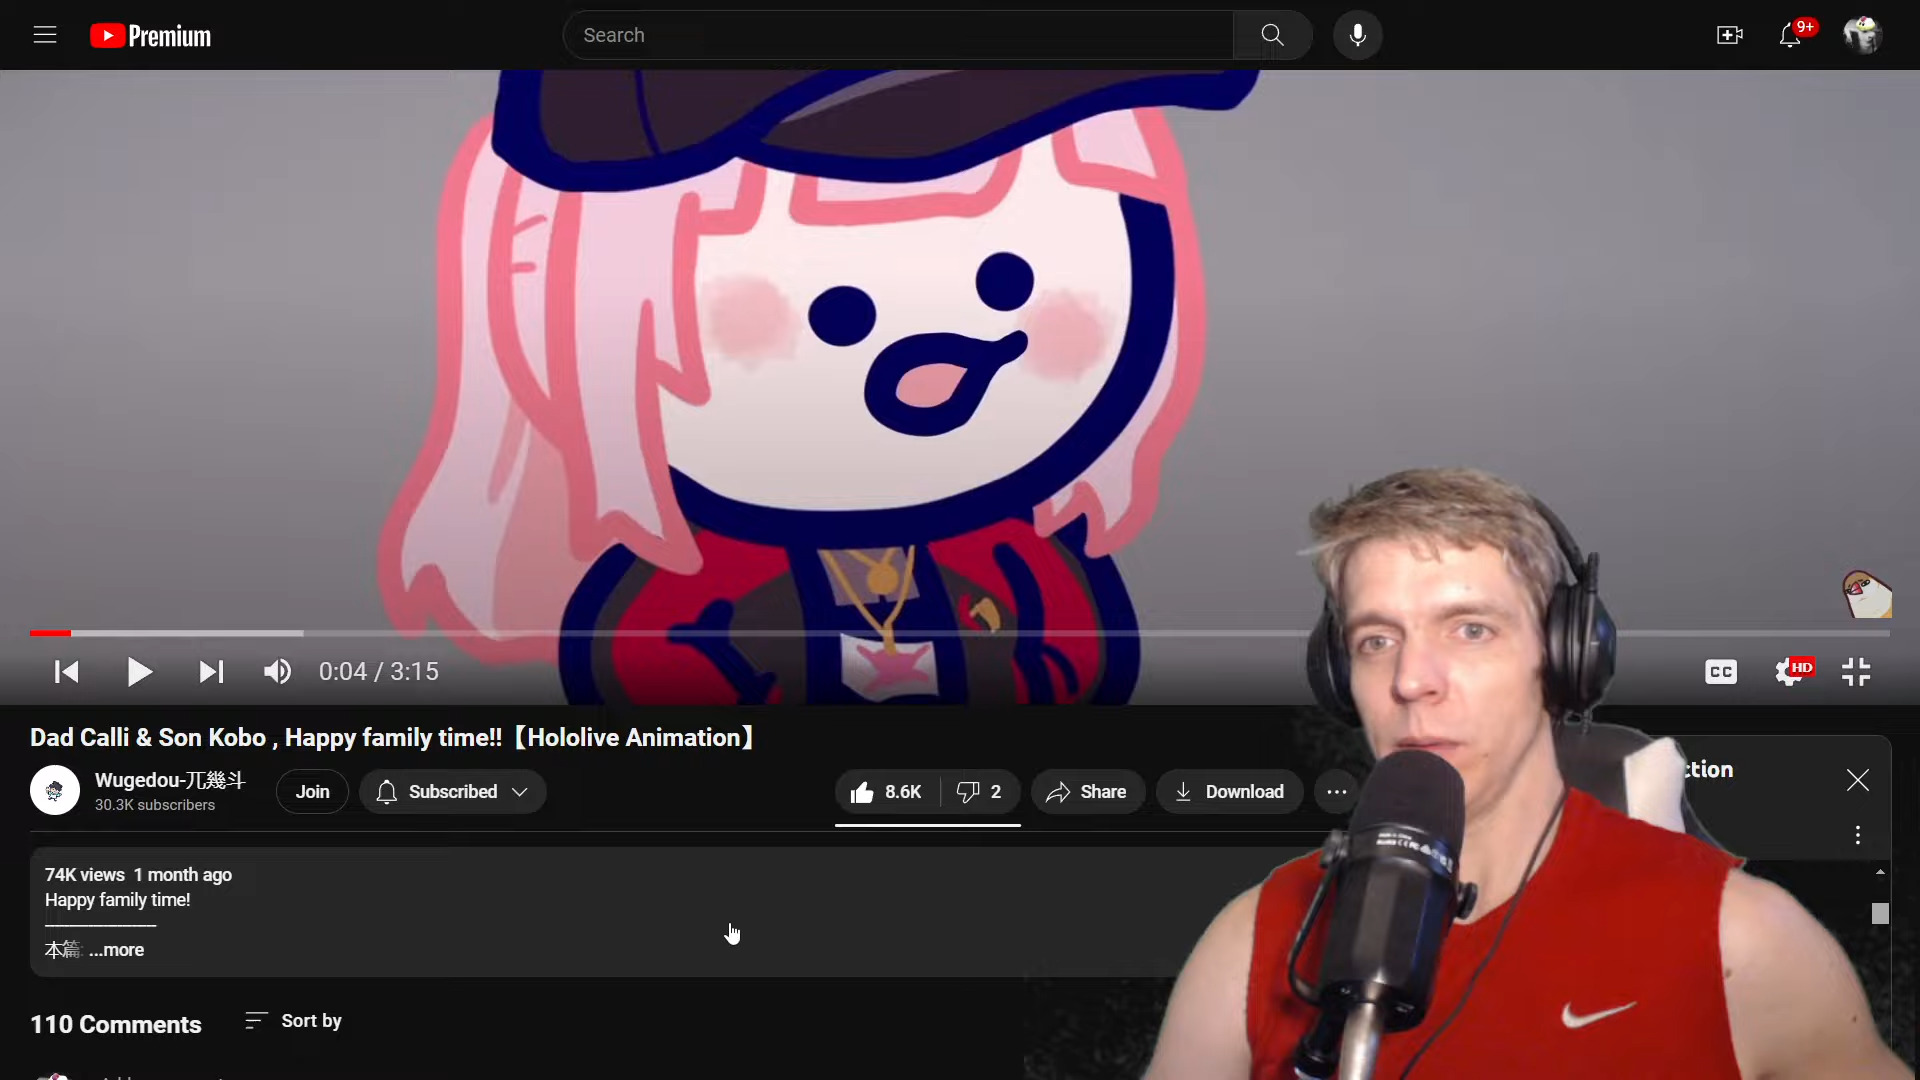 Premium
Search
9+
0:04 / 3:15
CC
HD
Dad Calli & Son Kobo , Happy family time!!【Hololive Animation】
Wugedou-兀幾斗
30.3K subscribers
Join
Subscribed
8.6K
2
Share
Download
ction
74K views 1 month ago
Happy family time!
------------------------
本篇 ...more
110 Comments
Sort by